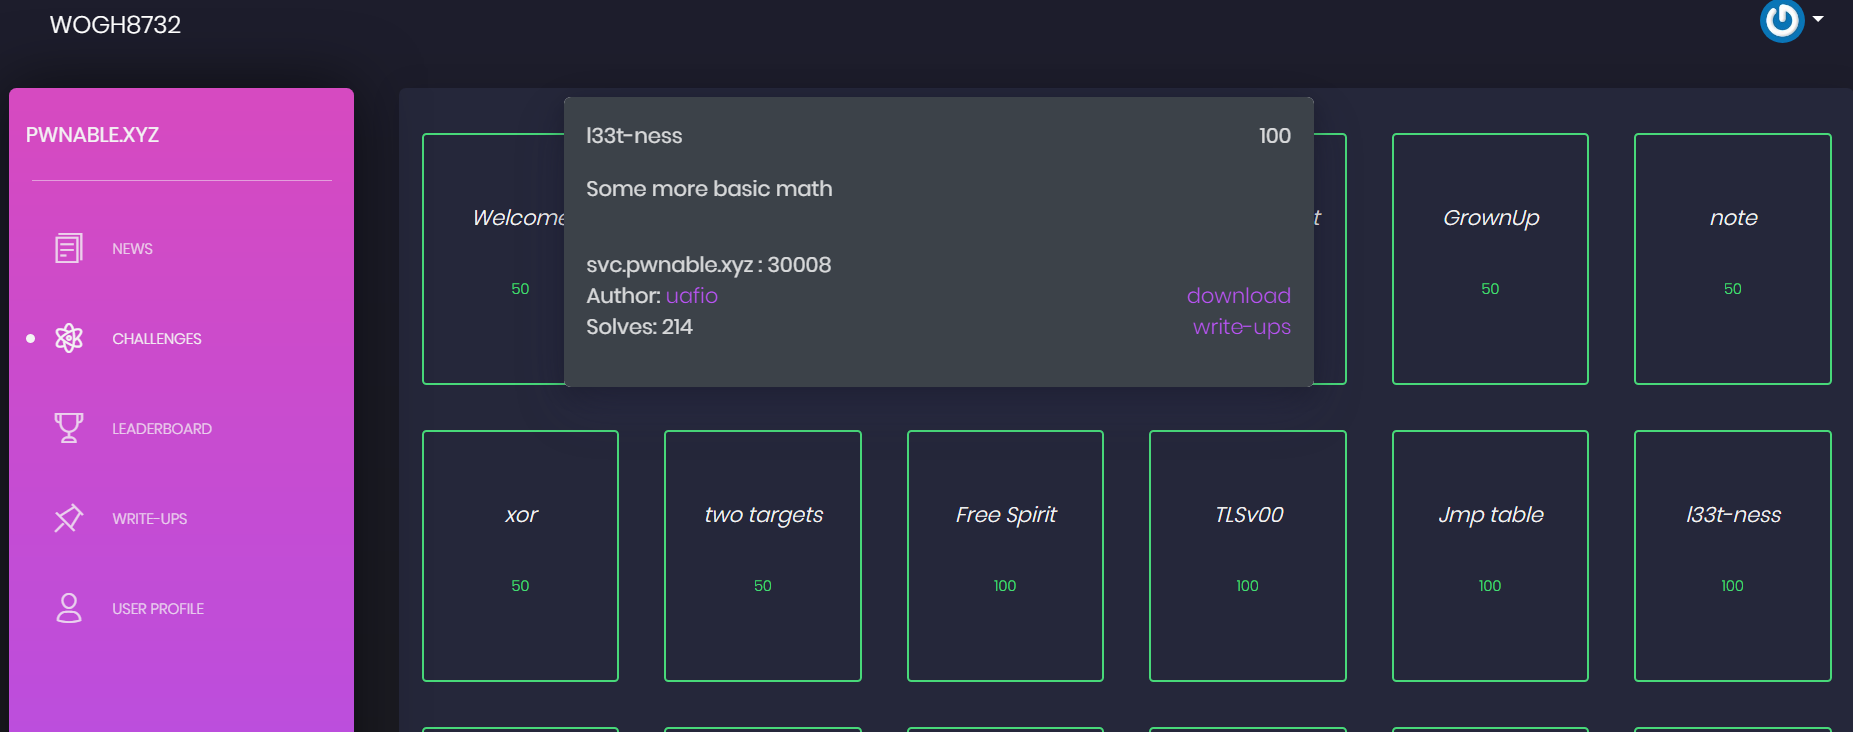 WOGH8732
PWNABLE.XYZ
NEWS
CHALLENGES
LEADERBOARD
WRITE-UPS
USER PROFILE
l33t-ness 100
Some more basic math
svc.pwnable.xyz : 30008
Author: uafio download
Solves: 214 write-ups
Welcome
50
t
GrownUp
50
note
50
xor
50
two targets
50
Free Spirit
100
TLSv00
100
Jmp table
100
l33t-ness
100